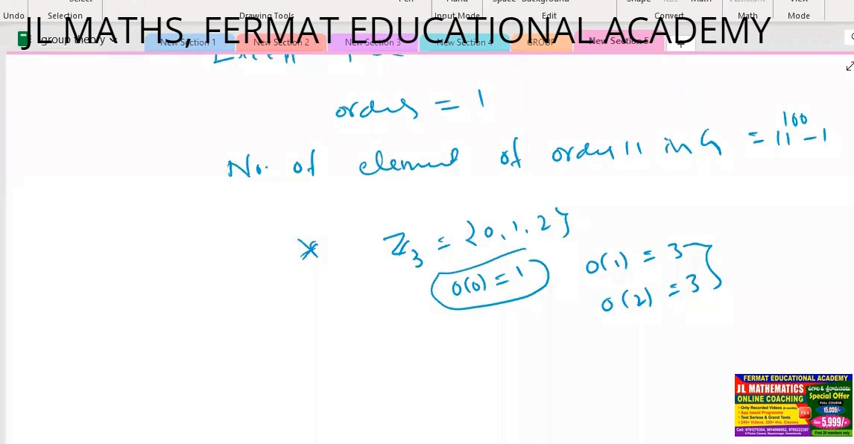 Undo
Selection
Drawing Tools
Input Mode
Edit
Convert
Math
Mode
JL MATHS, FERMAT EDUCATIONAL ACADEMY
group theory
New Section 1
New Section 2
New Section 3
New Section 4
GROUP
New Section 5
order = 1
No. of element of order 11 in G = 11^100 - 1
* Z_3 = {0, 1, 2}
o(0) = 1
o(1) = 3
o(2) = 3
FERMAT EDUCATIONAL ACADEMY
JL MATHEMATICS
ONLINE COACHING
Special Offer
5,999/-